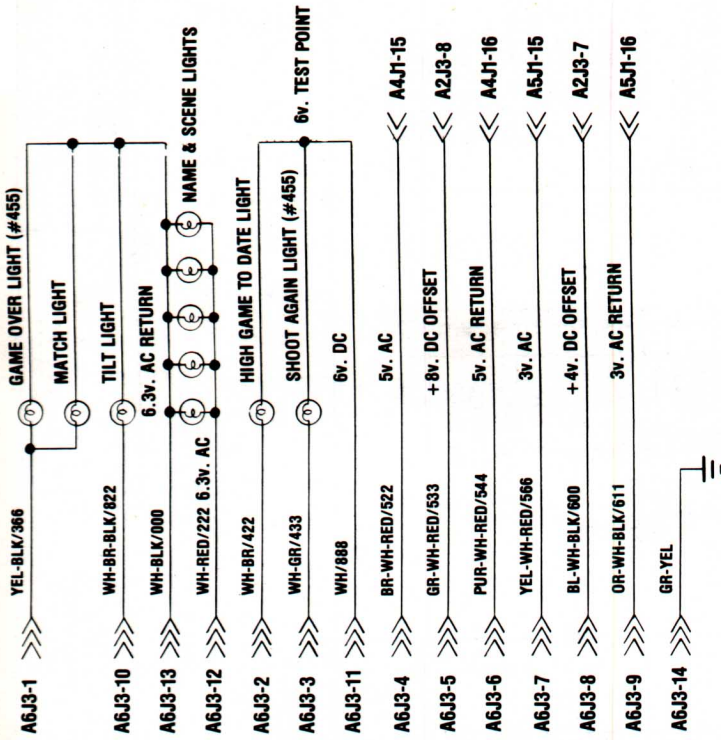 A6J3-1 YEL-BLK/366 GAME OVER LIGHT (#455)
MATCH LIGHT
A6J3-10 WH-BR-BLK/822 TILT LIGHT
A6J3-13 WH-BLK/000 6.3v. AC RETURN
NAME & SCENE LIGHTS
A6J3-12 WH-RED/222 6.3v. AC
A6J3-2 WH-BR/422 HIGH GAME TO DATE LIGHT
A6J3-3 WH-GR/433 SHOOT AGAIN LIGHT (#455) 6v. TEST POINT
A6J3-11 WH/888 6v. DC
A6J3-4 BR-WH-RED/522 5v. AC A4J1-15
A6J3-5 GR-WH-RED/533 +8v. DC OFFSET A2J3-8
A6J3-6 PUR-WH-RED/544 5v. AC RETURN A4J1-16
A6J3-7 YEL-WH-RED/566 3v. AC A5J1-15
A6J3-8 BL-WH-BLK/600 +4v. DC OFFSET A2J3-7
A6J3-9 OR-WH-BLK/611 3v. AC RETURN A5J1-16
A6J3-14 GR-YEL